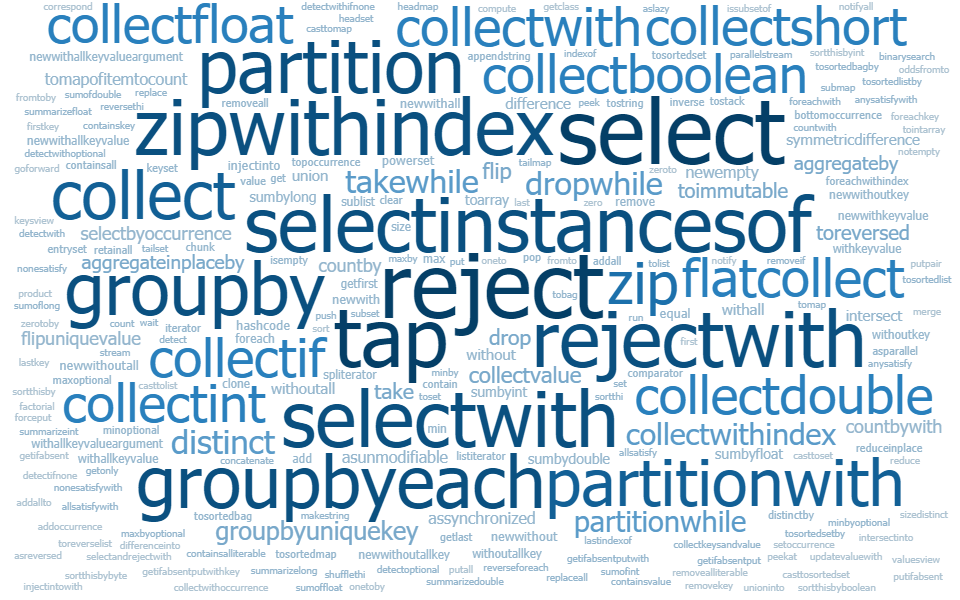 correspond collectfloat detectwithifnone headmap compute getclass aslazy issubsetof notifyall
headset collectwith collectshort
casttomap
newwithallkeyvalueargument partition appendstring indexof tosortedset parallelstream sortthisbyint binarysearch
tomapofitemtocount collectboolean tosortedbagby oddsfromto
fromtoby sumofdouble replace submap tosortedlistby
summarizefloat reversethis removeall newwithall difference peek tostring inverse tostack foreachwith anysatisfywith
firstkey containskey zipwithindex select bottomoccurrence foreachkey
newwithallkeyvalue countwith tointarray
detectwithoptional symmetricdifference notempty
goforward containsall keyset injectinto topoccurrence powerset tailmap zeroto newempty aggregateby
collect value get union takewhile flip dropwhile toimmutable foreachwithindex
sumbylong sublist clear toarray last zero remove newwithoutkey
keysview selectinstancesof newwithkeyvalue
detectwith selectbyoccurrence size toreversed
entryset retainall tailset chunk withkeyvalue
nonesatisfy aggregateinplaceby isempty countby maxby max put oneto pop fromto addall tolist notify removeif putpair
groupby getfirst reject zip flatcollect tosortedlist
product newwith tobag
sumoflong push subset tap run equal withall tomap intersect merge
zerotoby count wait iterator hashcode sort rejectwith
flipuniquevalue detect foreach drop first withoutkey
lastkey stream collectif without asparallel
newwithoutall spliterator minby collectvalue comparator anysatisfy
maxoptional casttolist clone withoutall contain set
sortthisby collectint take toset sumbyint sortthi collectdouble
factorial
forceput selectwith
summarizeint minoptional distinct min collectwithindex countbywith
withallkeyvalueargument reduceinplace
getifabsent withallkeyvalue concatenate add asunmodifiable listiterator sumbydouble allsatisfy sumbyfloat casttoset reduce
detectifnone getonly groupbyeach partitionwith
nonesatisfywith
addallto allsatisfywith
tosortedbag makestring assynchronized partitionwhile distinctby sizedistinct
addoccurrence maxbyoptional groupbyuniquekey getlast newwithout minbyoptional
toreverselist differenceinto lastindexof collectkeysandvalue tosortedsetby intersectinto
asreversed selectandrejectwith containsalliterable tosortedmap newwithoutallkey withoutallkey getifabsentputwith setoccurrence
getifabsentput peekat updatevaluewith valuesview
sortthisbybyte getifabsentputwithkey summarizelong shufflethi detectoptional putall reverseforeach sumofint removealliterable casttosortedset putifabsent
injectintowith collectwithoccurrence sumoffloat onetoby summarizedouble replaceall containsvalue removekey unioninto sortthisbyboolean